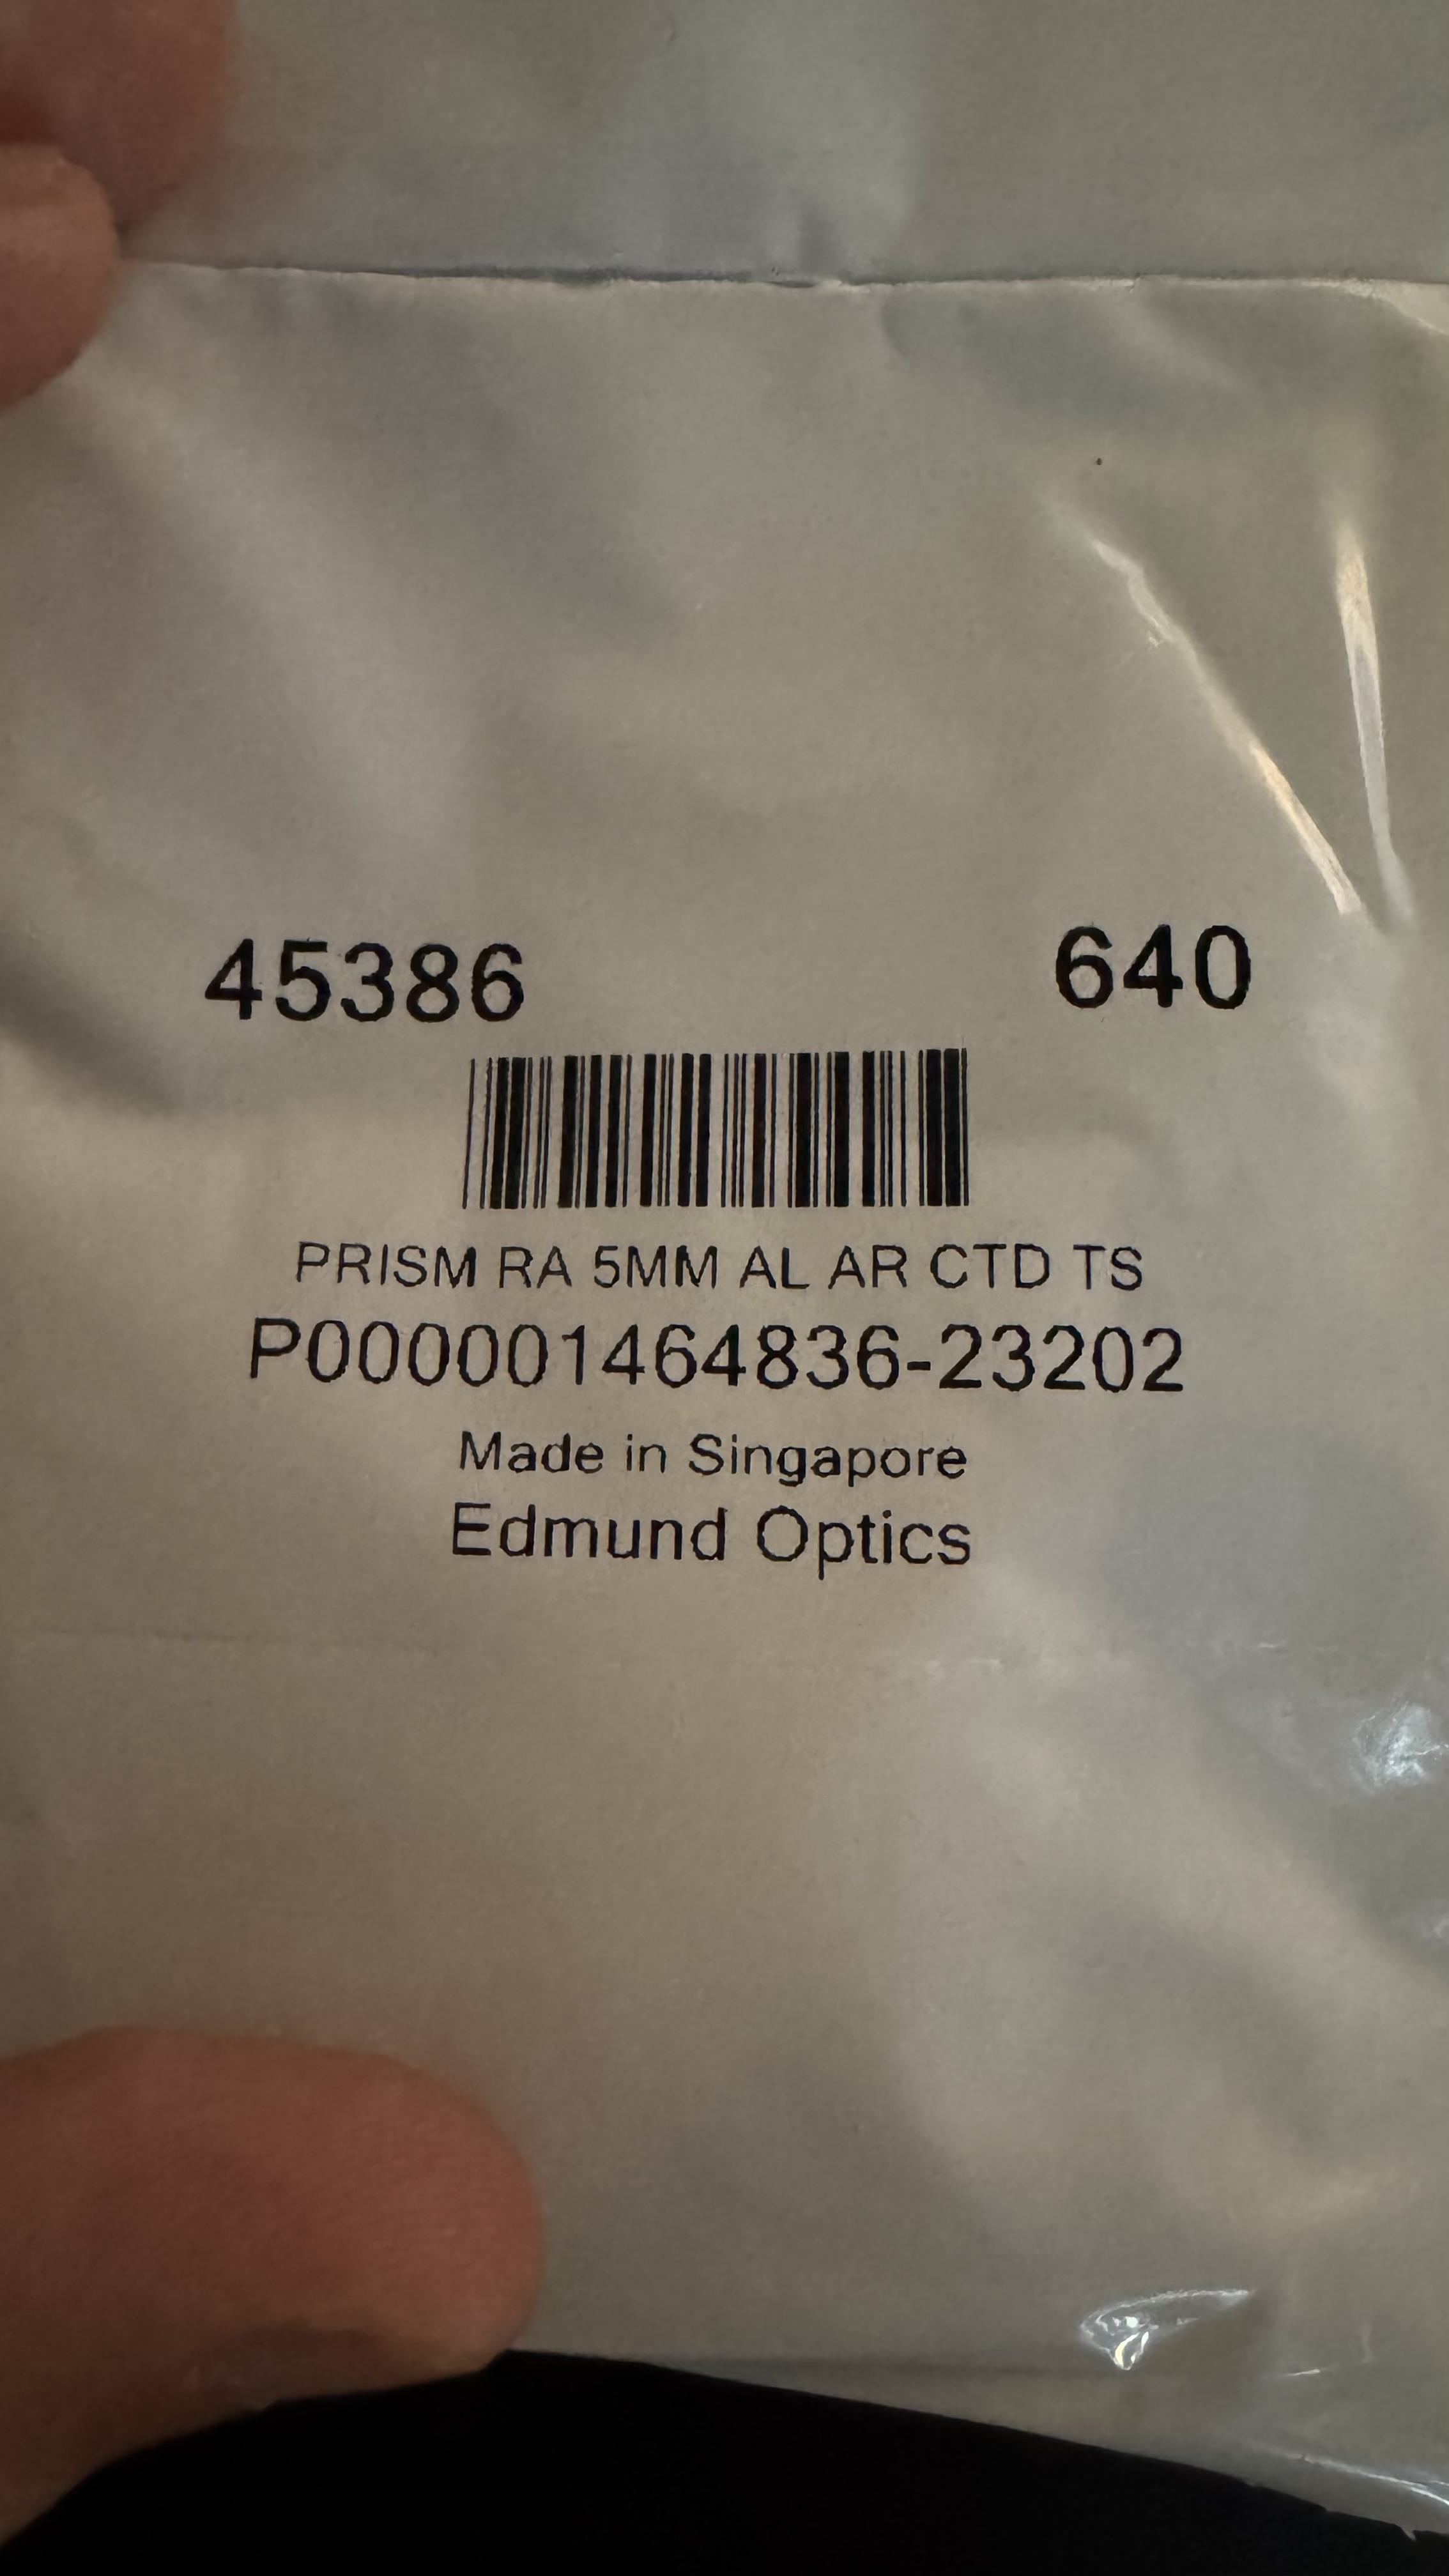 45386 640
PRISM RA 5MM AL AR CTD TS
P000001464836-23202
Made in Singapore
Edmund Optics